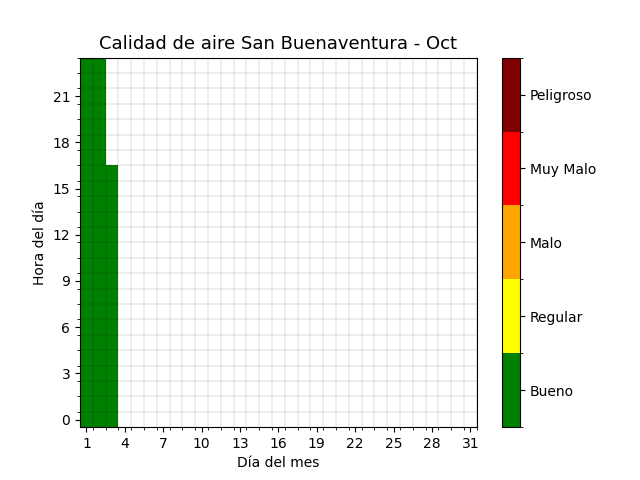 Calidad de aire San Buenaventura - Oct
Hora del día
21
18
15
12
9
6
3
0
1 4 7 10 13 16 19 22 25 28 31
Día del mes
Peligroso
Muy Malo
Malo
Regular
Bueno